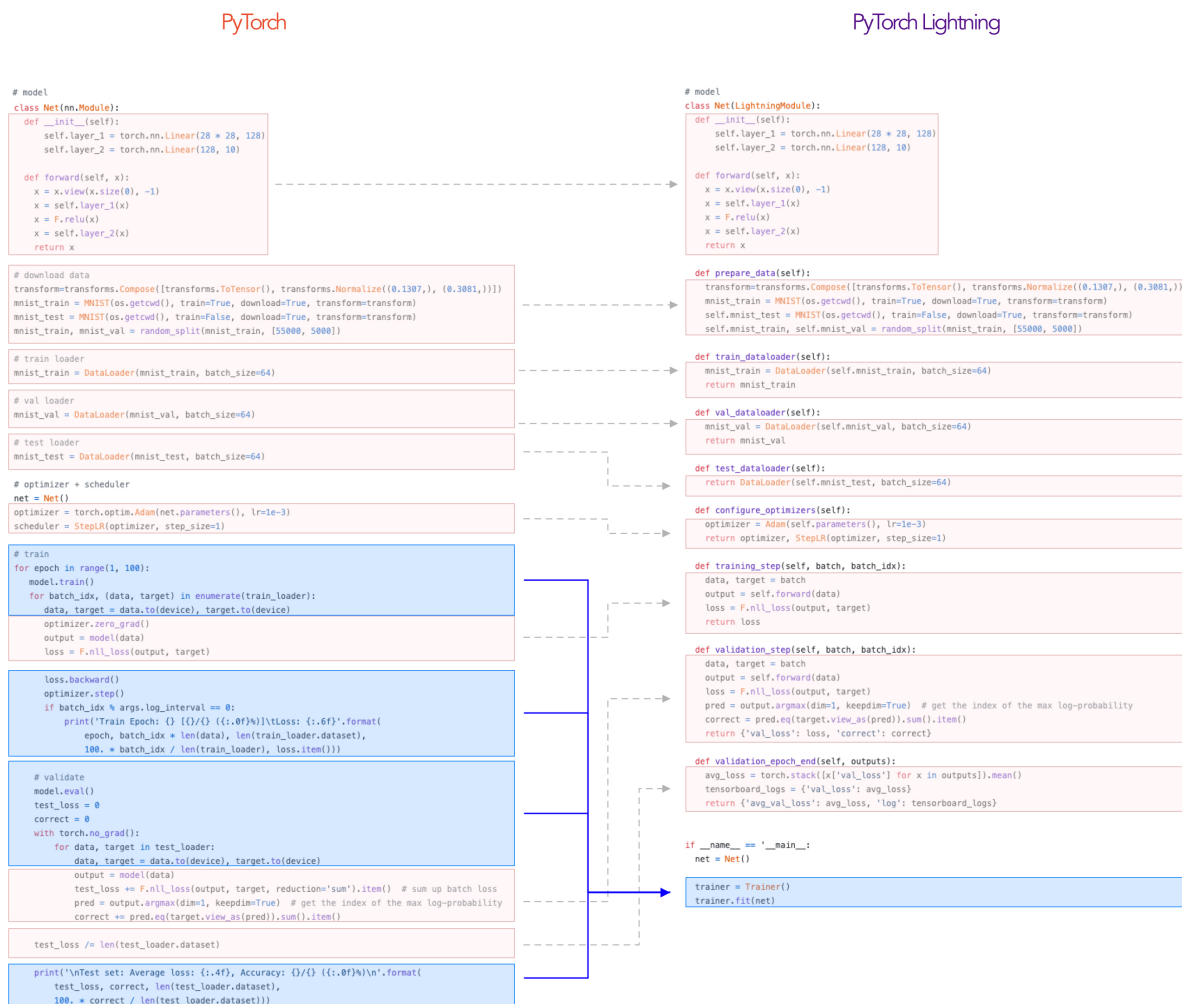 PyTorch
# model
class Net(nn.Module):
def __init__(self):
self.layer_1 = torch.nn.Linear(28 * 28, 128)
self.layer_2 = torch.nn.Linear(128, 10)
def forward(self, x):
x = x.view(x.size(0), -1)
x = self.layer_1(x)
x = F.relu(x)
x = self.layer_2(x)
return x
# download data
transform=transforms.Compose([transforms.ToTensor(), transforms.Normalize((0.1307,), (0.3081,))])
mnist_train = MNIST(os.getcwd(), train=True, download=True, transform=transform)
mnist_test = MNIST(os.getcwd(), train=False, download=True, transform=transform)
mnist_train, mnist_val = random_split(mnist_train, [55000, 5000])
# train loader
mnist_train = DataLoader(mnist_train, batch_size=64)
# val loader
mnist_val = DataLoader(mnist_val, batch_size=64)
# test loader
mnist_test = DataLoader(mnist_test, batch_size=64)
# optimizer + scheduler
net = Net()
optimizer = torch.optim.Adam(net.parameters(), lr=1e-3)
scheduler = StepLR(optimizer, step_size=1)
# train
for epoch in range(1, 100):
model.train()
for batch_idx, (data, target) in enumerate(train_loader):
data, target = data.to(device), target.to(device)
optimizer.zero_grad()
output = model(data)
loss = F.nll_loss(output, target)
loss.backward()
optimizer.step()
if batch_idx % args.log_interval == 0:
print('Train Epoch: {} [{}/{} ({:.0f}%)]\tLoss: {:.6f}'.format(
epoch, batch_idx * len(data), len(train_loader.dataset),
100. * batch_idx / len(train_loader), loss.item()))
# validate
model.eval()
test_loss = 0
correct = 0
with torch.no_grad():
for data, target in test_loader:
data, target = data.to(device), target.to(device)
output = model(data)
test_loss += F.nll_loss(output, target, reduction='sum').item()  # sum up batch loss
pred = output.argmax(dim=1, keepdim=True)  # get the index of the max log-probability
correct += pred.eq(target.view_as(pred)).sum().item()
test_loss /= len(test_loader.dataset)
print('\nTest set: Average loss: {:.4f}, Accuracy: {}/{} ({:.0f}%)\n'.format(
test_loss, correct, len(test_loader.dataset),
100. * correct / len(test_loader.dataset)))
PyTorch Lightning
# model
class Net(LightningModule):
def __init__(self):
self.layer_1 = torch.nn.Linear(28 * 28, 128)
self.layer_2 = torch.nn.Linear(128, 10)
def forward(self, x):
x = x.view(x.size(0), -1)
x = self.layer_1(x)
x = F.relu(x)
x = self.layer_2(x)
return x
def prepare_data(self):
transform=transforms.Compose([transforms.ToTensor(), transforms.Normalize((0.1307,), (0.3081,))
mnist_train = MNIST(os.getcwd(), train=True, download=True, transform=transform)
self.mnist_test = MNIST(os.getcwd(), train=False, download=True, transform=transform)
self.mnist_train, self.mnist_val = random_split(mnist_train, [55000, 5000])
def train_dataloader(self):
mnist_train = DataLoader(self.mnist_train, batch_size=64)
return mnist_train
def val_dataloader(self):
mnist_val = DataLoader(self.mnist_val, batch_size=64)
return mnist_val
def test_dataloader(self):
return DataLoader(self.mnist_test, batch_size=64)
def configure_optimizers(self):
optimizer = Adam(self.parameters(), lr=1e-3)
return optimizer, StepLR(optimizer, step_size=1)
def training_step(self, batch, batch_idx):
data, target = batch
output = self.forward(data)
loss = F.nll_loss(output, target)
return loss
def validation_step(self, batch, batch_idx):
data, target = batch
output = self.forward(data)
loss = F.nll_loss(output, target)
pred = output.argmax(dim=1, keepdim=True)  # get the index of the max log-probability
correct = pred.eq(target.view_as(pred)).sum().item()
return {'val_loss': loss, 'correct': correct}
def validation_epoch_end(self, outputs):
avg_loss = torch.stack([x['val_loss'] for x in outputs]).mean()
tensorboard_logs = {'val_loss': avg_loss}
return {'avg_val_loss': avg_loss, 'log': tensorboard_logs}
if __name__ == '__main__:
net = Net()
trainer = Trainer()
trainer.fit(net)